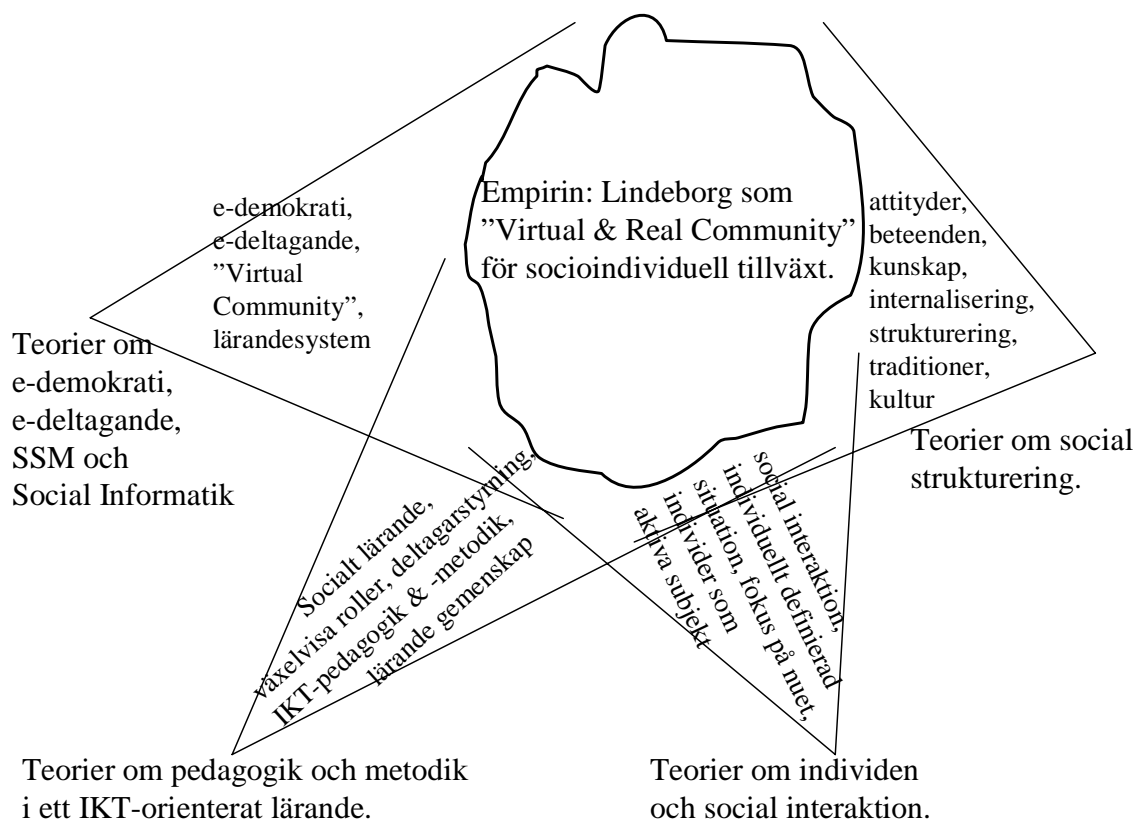 Empirin: Lindeborg som
”Virtual & Real Community”
för socioindividuell tillväxt.
e-demokrati,
e-deltagande,
”Virtual
Community”,
lärandesystem
attityder,
beteenden,
kunskap,
internalisering,
strukturering,
traditioner,
kultur
Teorier om
e-demokrati,
e-deltagande,
SSM och
Social Informatik
Teorier om social
strukturering.
Socialt lärande,
växelvisa roller, deltagarstyrning,
IKT-pedagogik & -metodik,
lärande gemenskap
social interaktion,
individuellt definierad
situation, fokus på nuet,
individer som
aktiva subjekt
Teorier om pedagogik och metodik
i ett IKT-orienterat lärande.
Teorier om individen
och social interaktion.